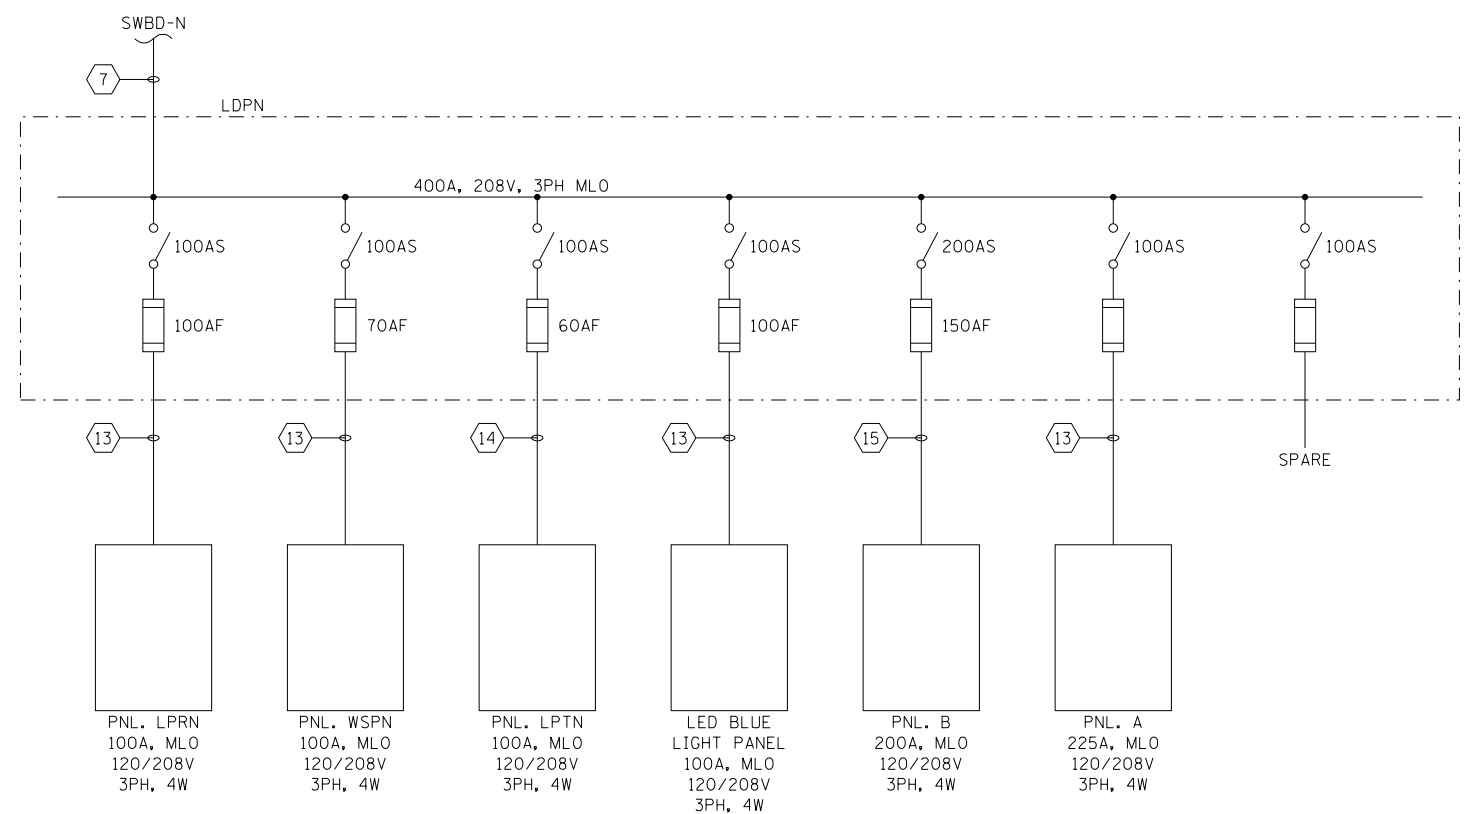 SWBD-N
7
LDPN
400A, 208V, 3PH MLO
100AS
100AS
100AS
100AS
200AS
100AS
100AS
100AF
70AF
60AF
100AF
150AF
13
13
14
13
15
13
SPARE
PNL. LPRN
100A, MLO
120/208V
3PH, 4W
PNL. WSPN
100A, MLO
120/208V
3PH, 4W
PNL. LPTN
100A, MLO
120/208V
3PH, 4W
LED BLUE
LIGHT PANEL
100A, MLO
120/208V
3PH, 4W
PNL. B
200A, MLO
120/208V
3PH, 4W
PNL. A
225A, MLO
120/208V
3PH, 4W